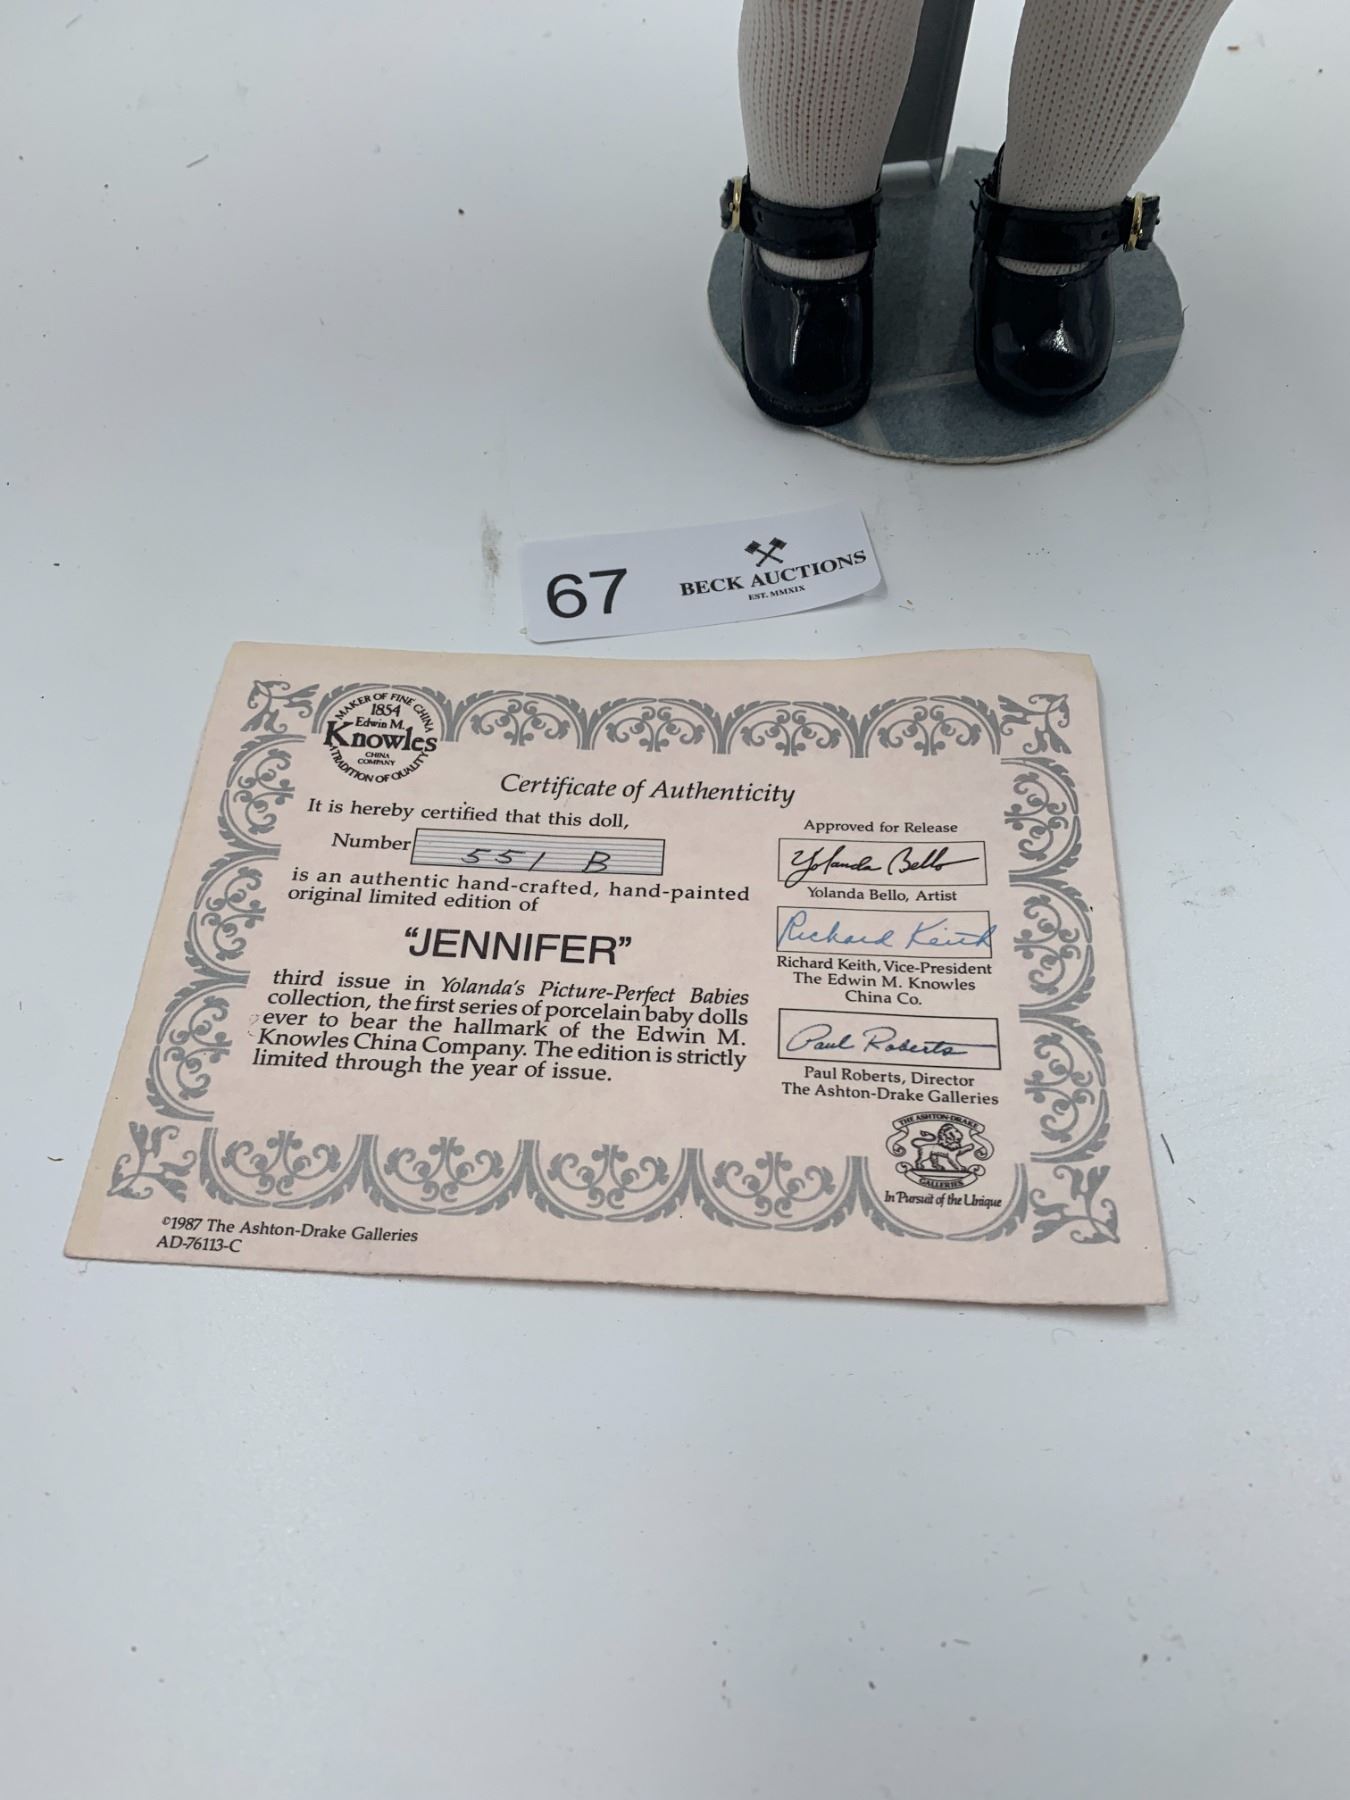 67
BECK AUCTIONS
EST. MMXIX
MAKER OF FINE CHINA
1854
Edwin M.
Knowles
CHINA
COMPANY
TRADITION OF QUALITY
Certificate of Authenticity
It is hereby certified that this doll,
Number 551 B
is an authentic hand-crafted, hand-painted
original limited edition of
“JENNIFER”
third issue in Yolanda's Picture-Perfect Babies
collection, the first series of porcelain baby dolls
ever to bear the hallmark of the Edwin M.
Knowles China Company. The edition is strictly
limited through the year of issue.
Approved for Release
Yolanda Bello
Yolanda Bello, Artist
Richard Keith
Richard Keith, Vice-President
The Edwin M. Knowles
China Co.
Paul Roberts
Paul Roberts, Director
The Ashton-Drake Galleries
THE ASHTON-DRAKE
GALLERIES
In Pursuit of the Unique
©1987 The Ashton-Drake Galleries
AD-76113-C